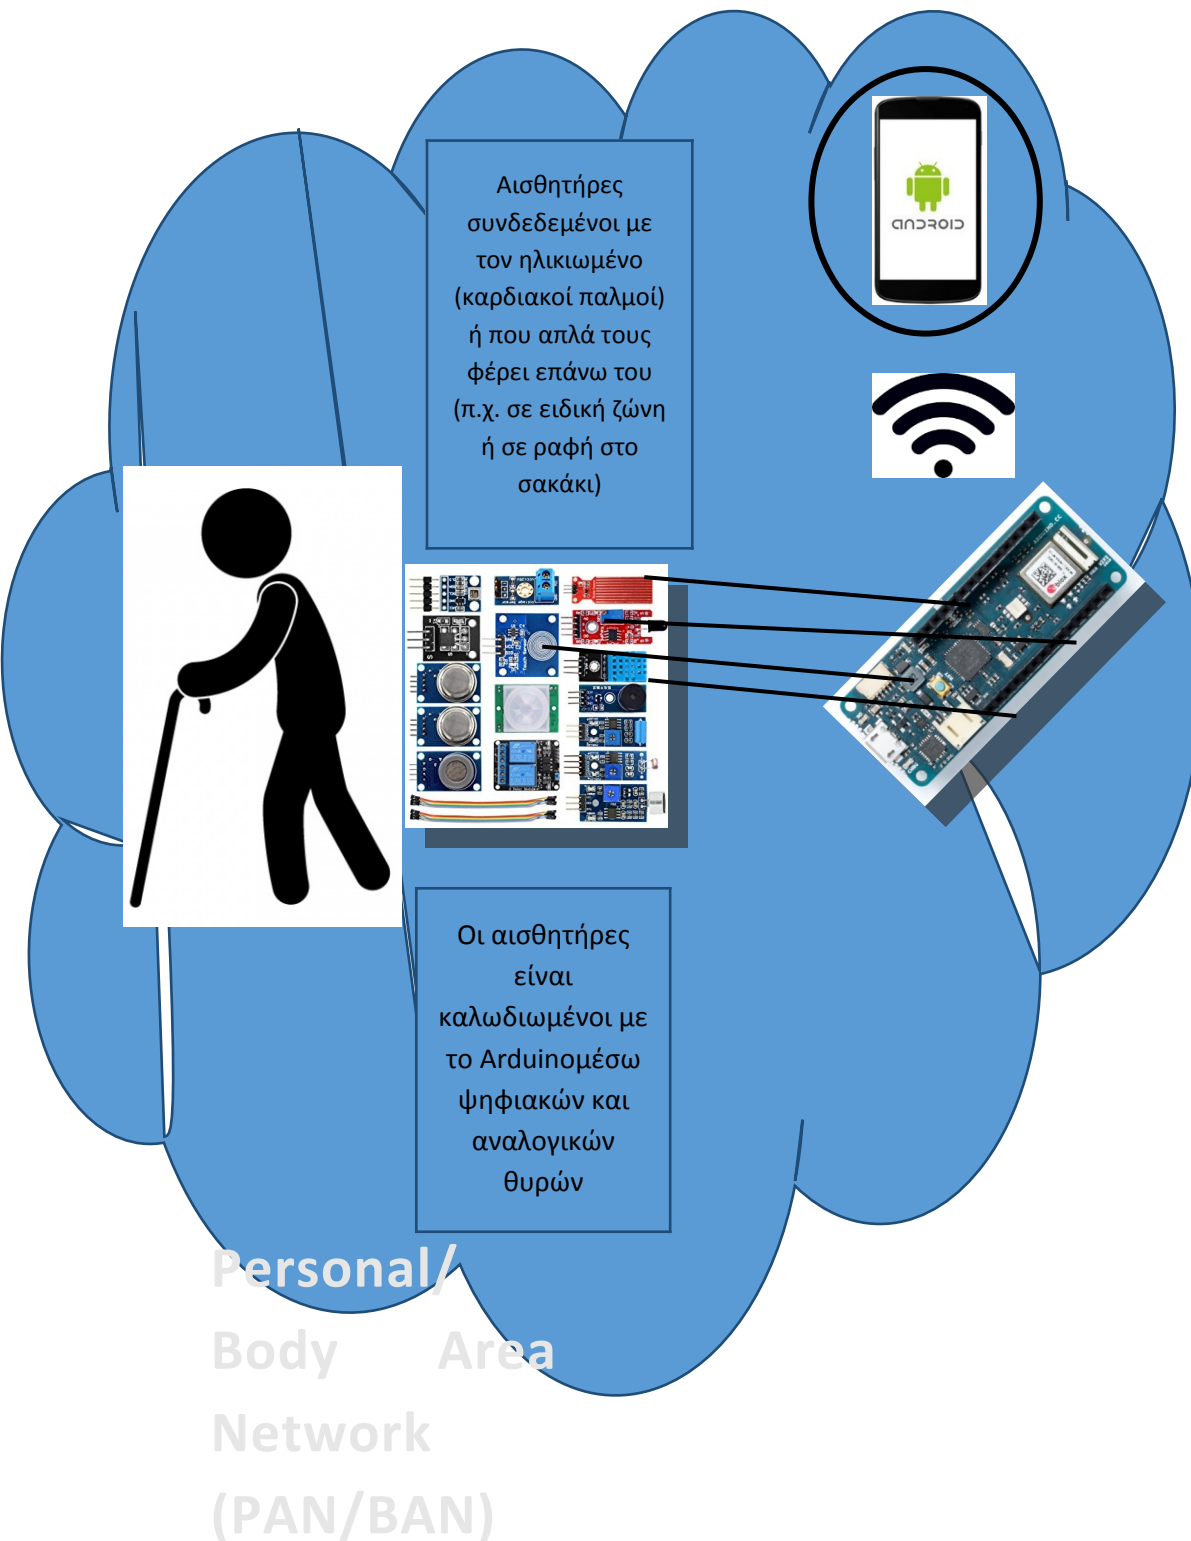 Αισθητήρες
συνδεδεμένοι με
τον ηλικιωμένο
(καρδιακοί παλμοί)
ή που απλά τους
φέρει επάνω του
(π.χ. σε ειδική ζώνη
ή σε ραφή στο
σακάκι)
ANDROID
Οι αισθητήρες
είναι
καλωδιωμένοι με
το Arduinoμέσω
ψηφιακών και
αναλογικών
θυρών
Personal/
Body Area
Network
(PAN/BAN)